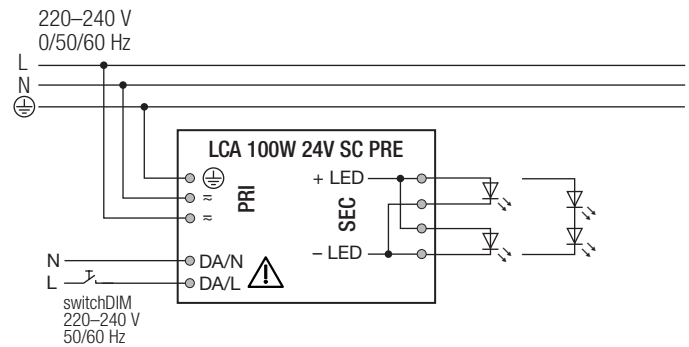 220–240 V
0/50/60 Hz
L
N
LCA 100W 24V SC PRE
PRI
≂
≂
+ LED
SEC
– LED
N
DA/N
L
DA/L
switchDIM
220–240 V
50/60 Hz